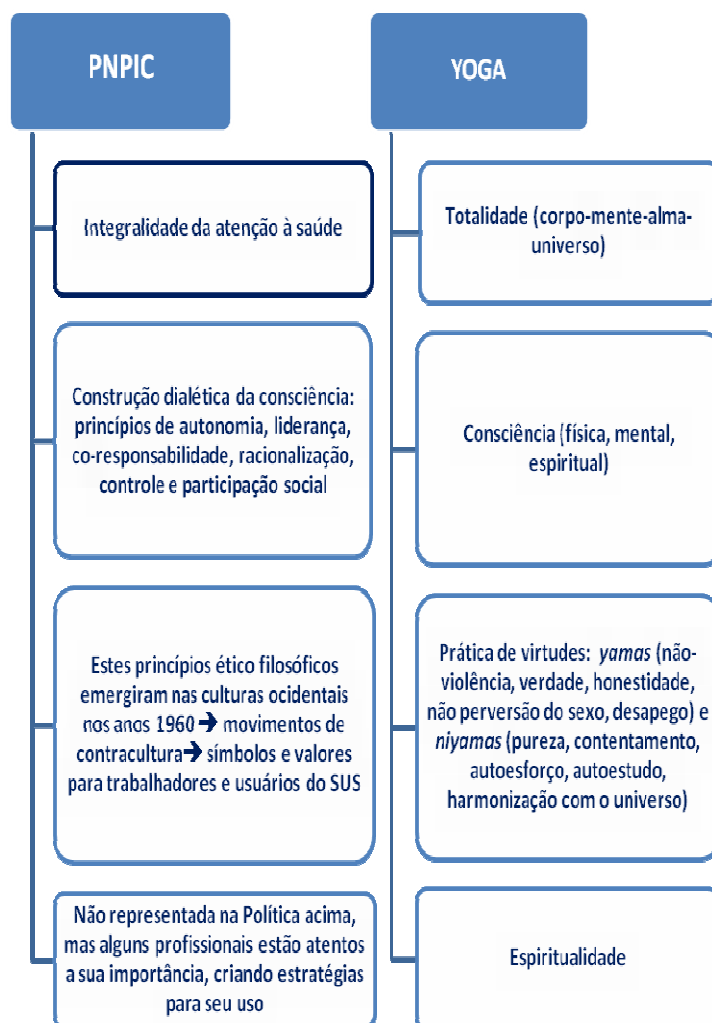 PNPIC
Integralidade da atenção à saúde
Construção dialética da consciência:
princípios de autonomia, liderança,
co-responsabilidade, racionalização,
controle e participação social
Estes princípios ético filosóficos
emergiram nas culturas ocidentais
nos anos 1960 ➔ movimentos de
contracultura➔ símbolos e valores
para trabalhadores e usuários do SUS
Não representada na Política acima,
mas alguns profissionais estão atentos
a sua importância, criando estratégias
para seu uso
YOGA
Totalidade (corpo-mente-alma-
universo)
Consciência (física, mental,
espiritual)
Prática de virtudes: yamas (não-
violência, verdade, honestidade,
não perversão do sexo, desapego) e
niyamas (pureza, contentamento,
autoesforço, autoestudo,
harmonização com o universo)
Espiritualidade